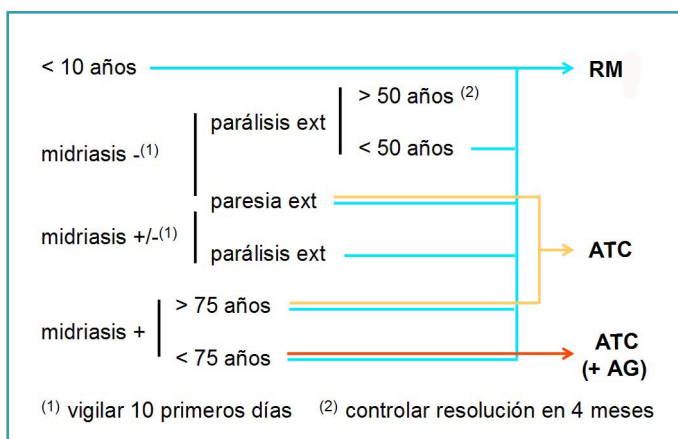 < 10 años RM
> 50 años (2)
parálisis ext
midriasis -(1) < 50 años
paresia ext
midriasis +/-(1)
parálisis ext ATC
> 75 años
midriasis +
< 75 años ATC
(+ AG)
(1) vigilar 10 primeros días (2) controlar resolución en 4 meses